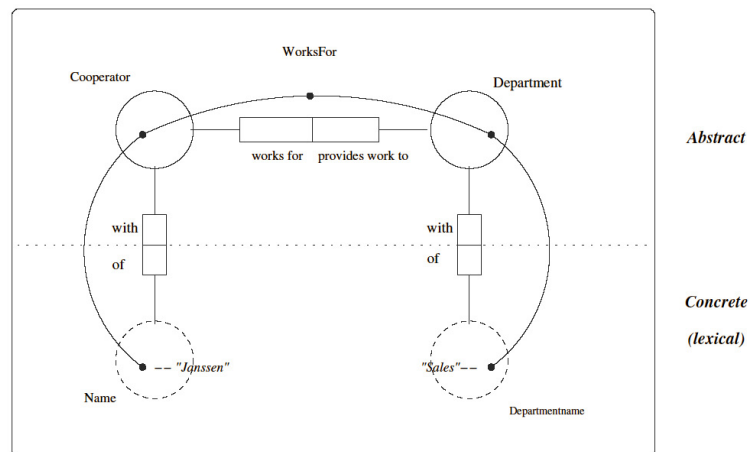 WorksFor
Cooperator
Department
Abstract
works for
provides work to
with
of
with
of
Concrete
(lexical)
"Janssen"
"Sales"
Name
Departmentname